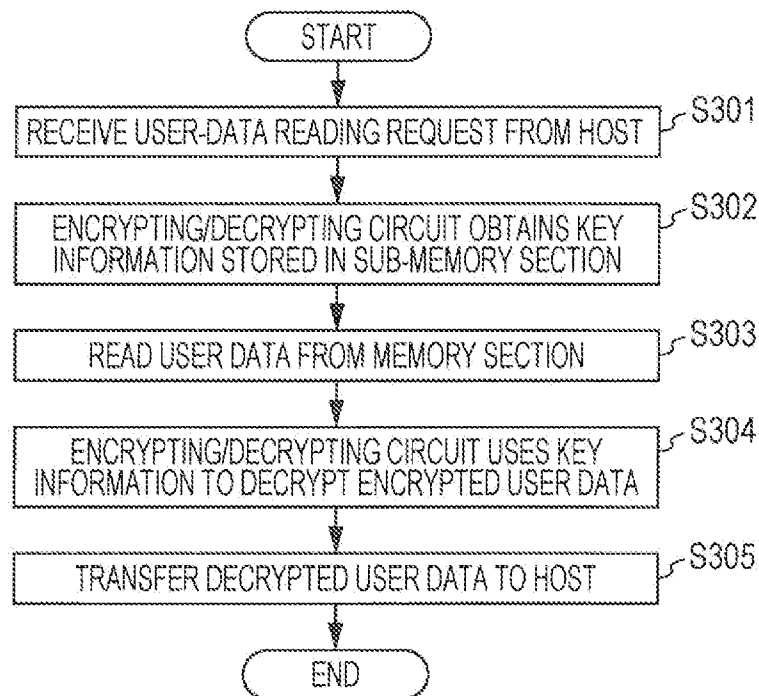 START
RECEIVE USER-DATA READING REQUEST FROM HOST
S301
ENCRYPTING/DECRYPTING CIRCUIT OBTAINS KEY
INFORMATION STORED IN SUB-MEMORY SECTION
S302
READ USER DATA FROM MEMORY SECTION
S303
ENCRYPTING/DECRYPTING CIRCUIT USES KEY
INFORMATION TO DECRYPT ENCRYPTED USER DATA
S304
TRANSFER DECRYPTED USER DATA TO HOST
S305
END